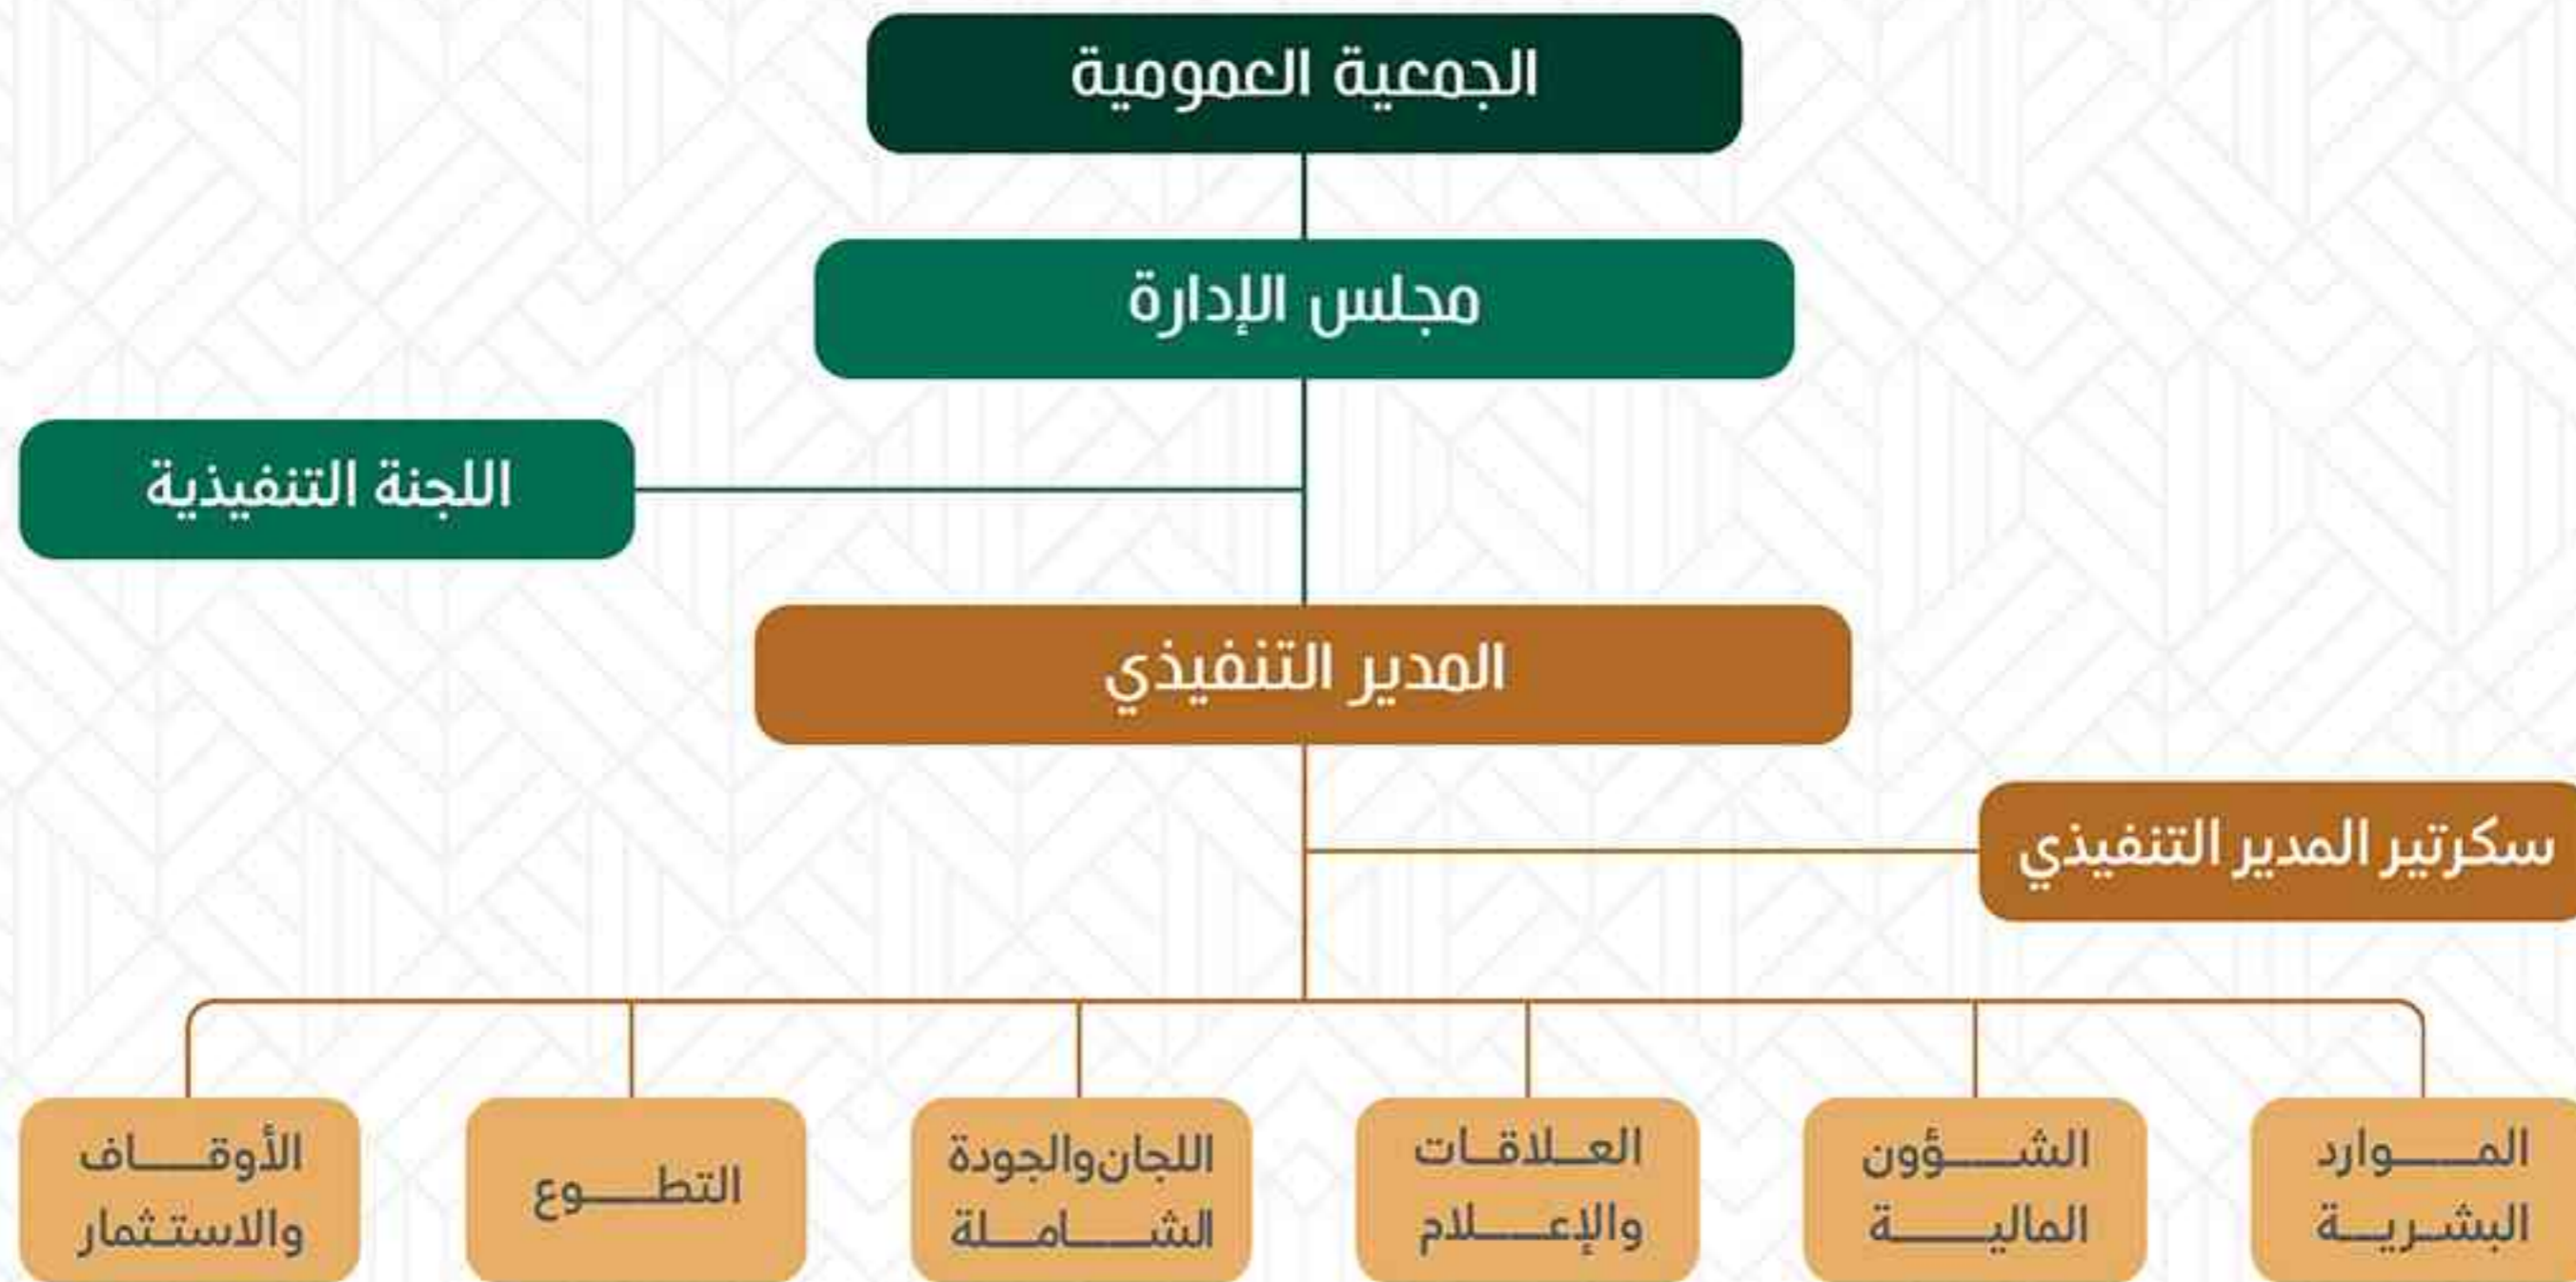 الجمعية العمومية
مجلس الإدارة
اللجنة التنفيذية
المدير التنفيذي
سكرتير المدير التنفيذي
الموارد
البشرية
الشؤون
المالية
العلاقات
والإعلام
اللجان والجودة
الشاملة
التطوع
الأوقاف
والاستثمار